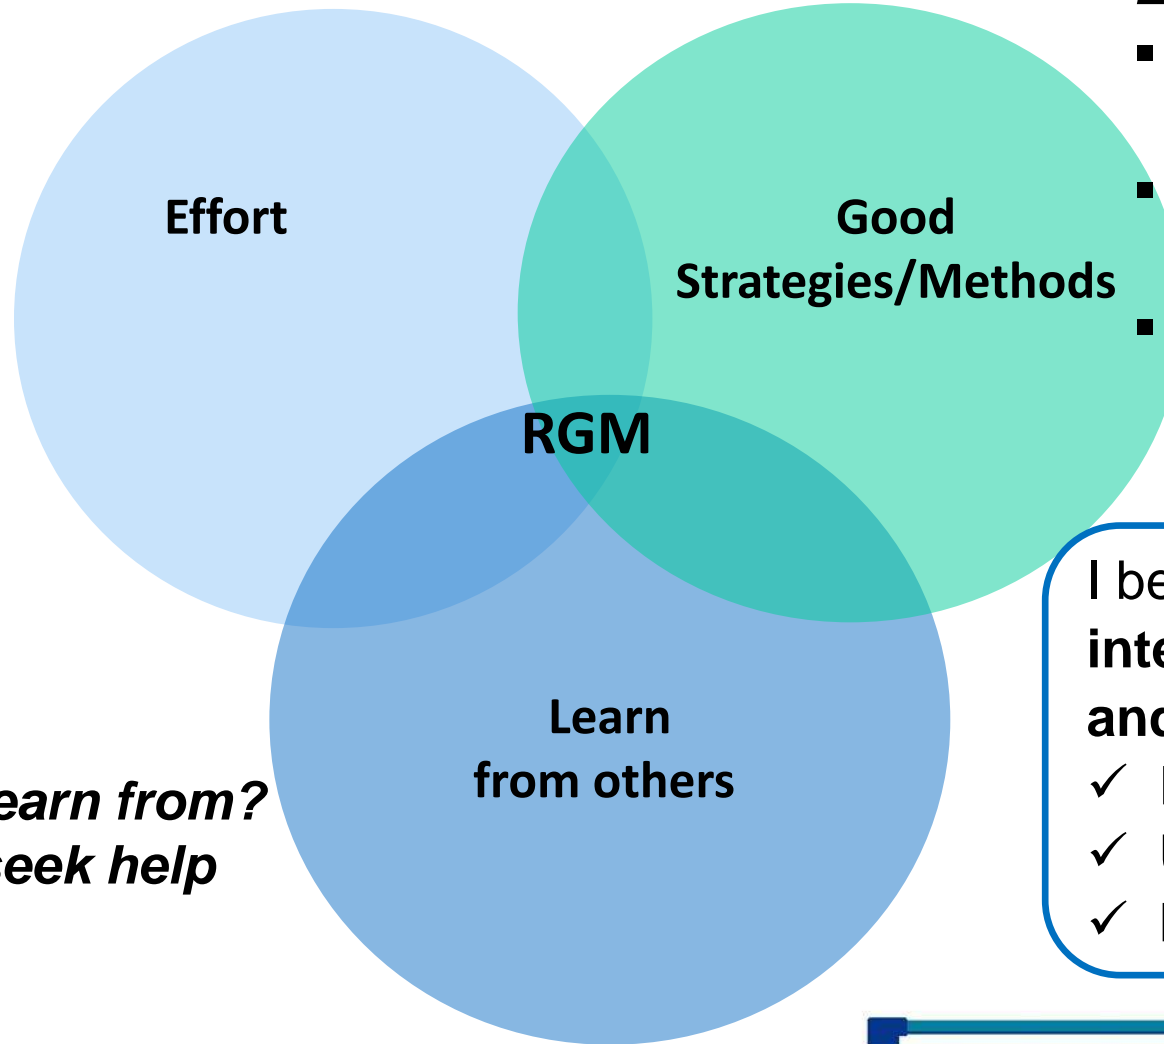 Effort
Good
Strategies/Methods
RGM
Learn
from others
earn from?
seek help
I be
inte
and